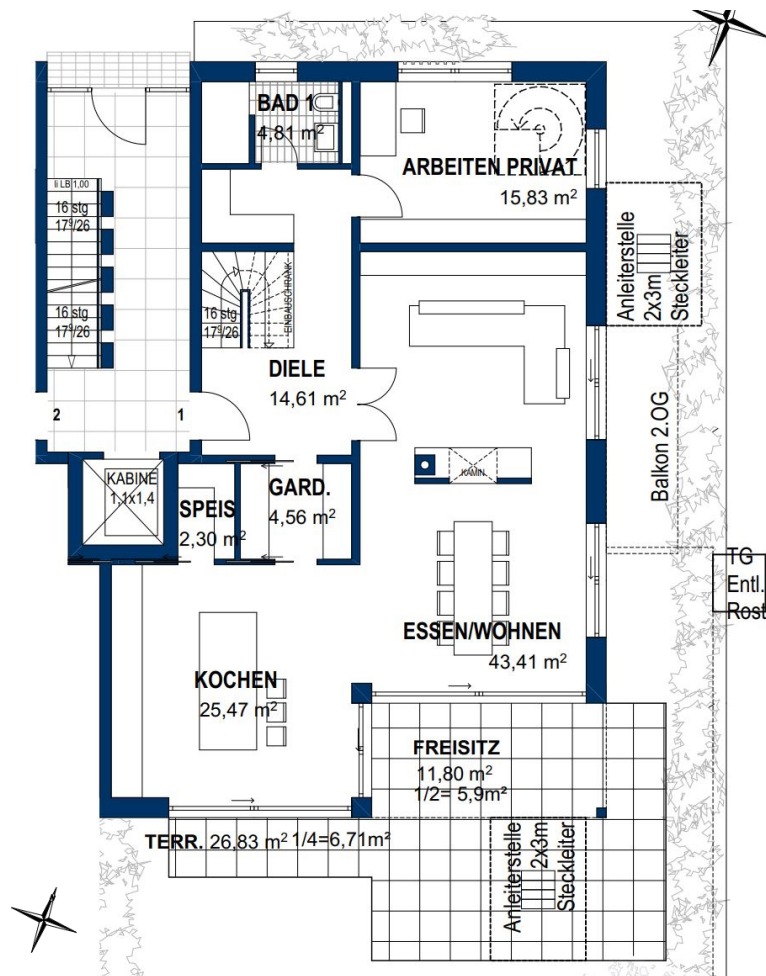 BAD 1
4,81 m²
ARBEITEN PRIVAT
15,83 m²
li LB 1,00
16 stg
17⁹/26
16 stg
17⁹/26
16 stg
17⁹/26
EINBAUSCHRANK
DIELE
14,61 m²
2
1
Anleiterstelle
2x3m
Steckleiter
Balkon 2.OG
KABINE
1,1x1,4
SPEIS
2,30 m²
GARD.
4,56 m²
KAMIN
TG
Entl.
Rost
ESSEN/WOHNEN
43,41 m²
KOCHEN
25,47 m²
FREISITZ
11,80 m²
1/2= 5,9m²
TERR. 26,83 m² 1/4=6,71m²
Anleiterstelle
2x3m
Steckleiter